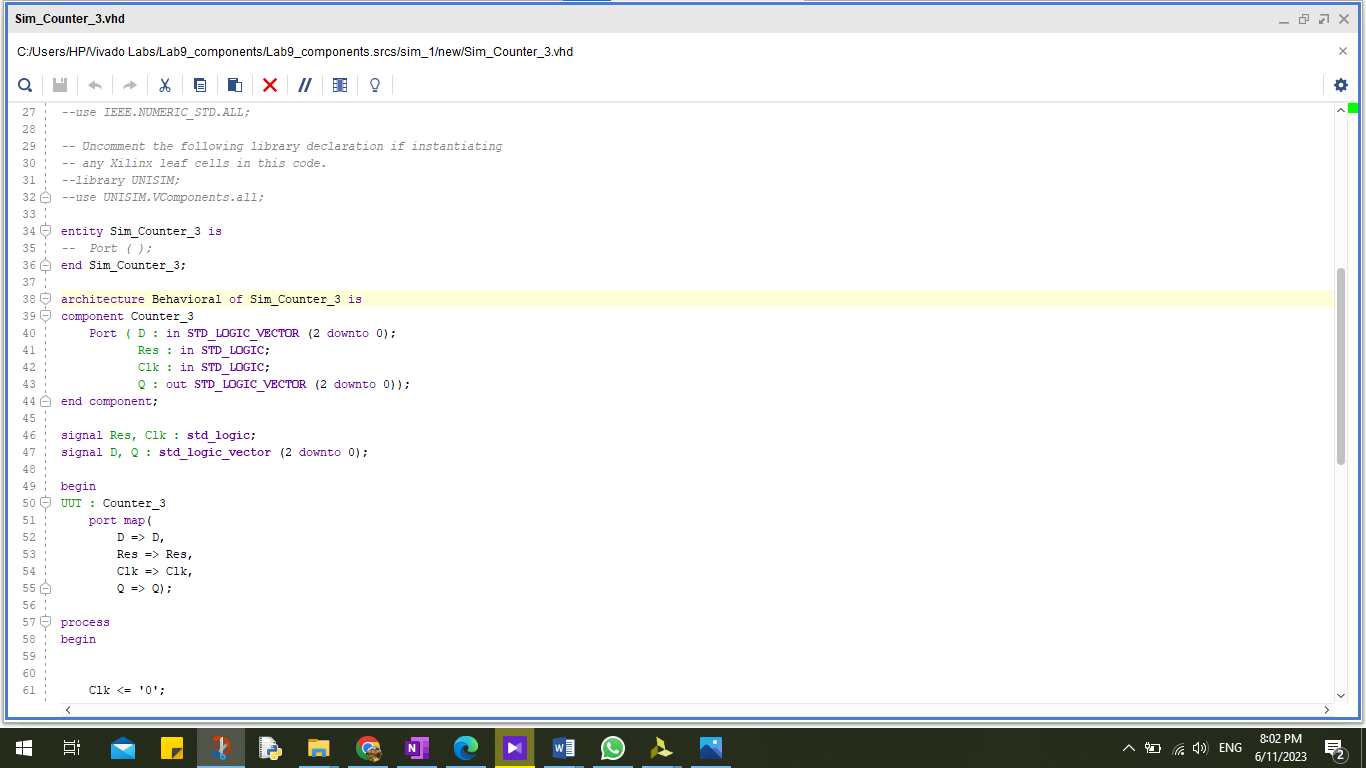 Sim_Counter_3.vhd
C:/Users/HP/Vivado Labs/Lab9_components/Lab9_components.srcs/sim_1/new/Sim_Counter_3.vhd
27 --use IEEE.NUMERIC_STD.ALL;
28
29 -- Uncomment the following library declaration if instantiating
30 -- any Xilinx leaf cells in this code.
31 --library UNISIM;
32 --use UNISIM.VComponents.all;
33
34 entity Sim_Counter_3 is
35 --  Port ( );
36 end Sim_Counter_3;
37
38 architecture Behavioral of Sim_Counter_3 is
39 component Counter_3
40     Port ( D : in STD_LOGIC_VECTOR (2 downto 0);
41            Res : in STD_LOGIC;
42            Clk : in STD_LOGIC;
43            Q : out STD_LOGIC_VECTOR (2 downto 0));
44 end component;
45
46 signal Res, Clk : std_logic;
47 signal D, Q : std_logic_vector (2 downto 0);
48
49 begin
50 UUT : Counter_3
51     port map(
52         D => D,
53         Res => Res,
54         Clk => Clk,
55         Q => Q);
56
57 process
58 begin
59
60
61     Clk <= '0';
ENG
8:02 PM
6/11/2023
2